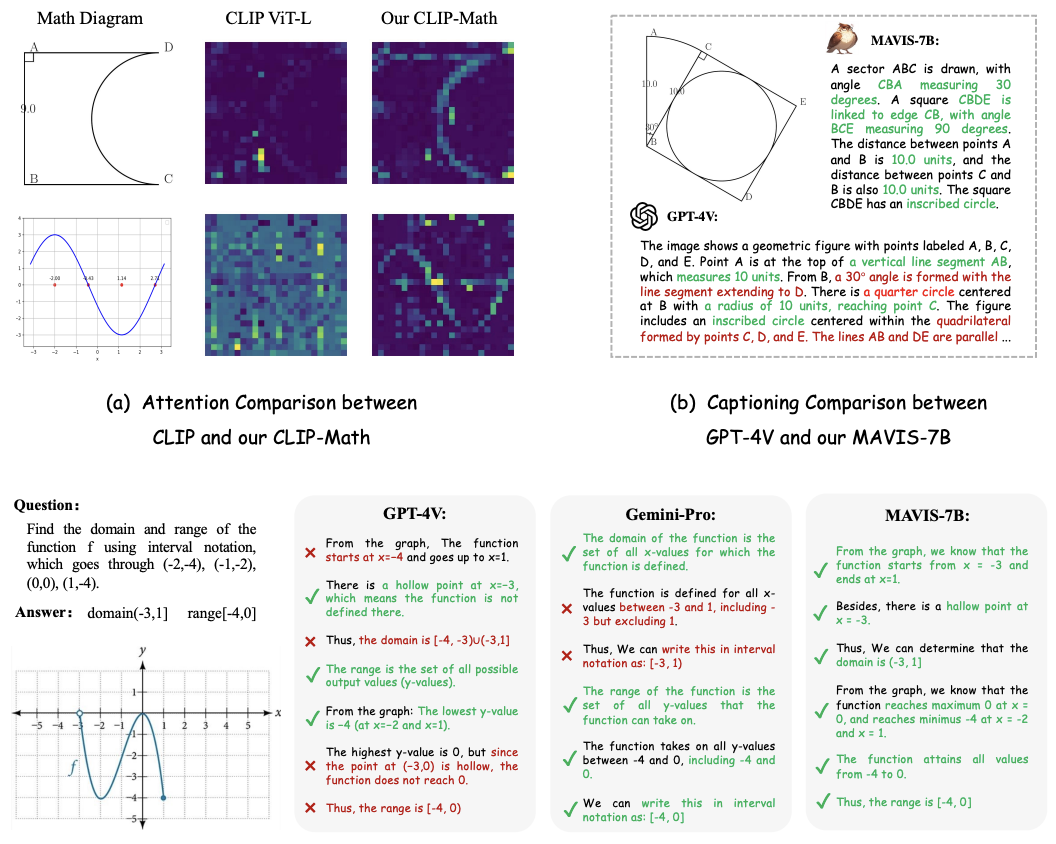 Math Diagram
CLIP ViT-L
Our CLIP-Math
A
D
9.0
B
C
4
3
2
1
0
−1
−2
−3
-2.00
-0.43
1.14
2.71
−3
−2
−1
0
1
2
3
x
(a) Attention Comparison between
CLIP and our CLIP-Math
A
C
10.0
10.0
E
30°
B
D
MAVIS-7B:
A sector ABC is drawn, with
angle CBA measuring 30
degrees. A square CBDE is
linked to edge CB, with angle
BCE measuring 90 degrees.
The distance between points A
and B is 10.0 units, and the
distance between points C and
B is also 10.0 units. The square
CBDE has an inscribed circle.
GPT-4V:
The image shows a geometric figure with points labeled A, B, C,
D, and E. Point A is at the top of a vertical line segment AB,
which measures 10 units. From B, a 30° angle is formed with the
line segment extending to D. There is a quarter circle centered
at B with a radius of 10 units, reaching point C. The figure
includes an inscribed circle centered within the quadrilateral
formed by points C, D, and E. The lines AB and DE are parallel ...
(b) Captioning Comparison between
GPT-4V and our MAVIS-7B
Question:
Find the domain and range of the
function f using interval notation,
which goes through (-2,-4), (-1,-2),
(0,0), (1,-4).
Answer: domain(-3,1] range[-4,0]
y
x
1
−5 −4 −3 −2 −1 1 2 3 4 5
−1
−2
−3
−4
−5
f
GPT-4V:
From the graph, The function
starts at x=−4 and goes up to x=1.
There is a hollow point at x=−3,
which means the function is not
defined there.
Thus, the domain is [-4, -3)∪(-3,1]
The range is the set of all possible
output values (y-values).
From the graph: The lowest y-value
is −4 (at x=−2 and x=1).
The highest y-value is 0, but since
the point at (−3,0) is hollow, the
function does not reach 0.
Thus, the range is [-4, 0)
Gemini-Pro:
The domain of the function is the
set of all x-values for which the
function is defined.
The function is defined for all x-
values between -3 and 1, including -
3 but excluding 1.
Thus, We can write this in interval
notation as: [-3, 1)
The range of the function is the
set of all y-values that the
function can take on.
The function takes on all y-values
between -4 and 0, including -4 and
0.
We can write this in interval
notation as: [-4, 0]
MAVIS-7B:
From the graph, we know that the
function starts from x = -3 and
ends at x=1.
Besides, there is a hallow point at
x = -3.
Thus, We can determine that the
domain is (-3, 1]
From the graph, we know that the
function reaches maximum 0 at x =
0, and reaches minimus -4 at x = -2
and x = 1.
The function attains all values
from -4 to 0.
Thus, the range is [-4, 0]